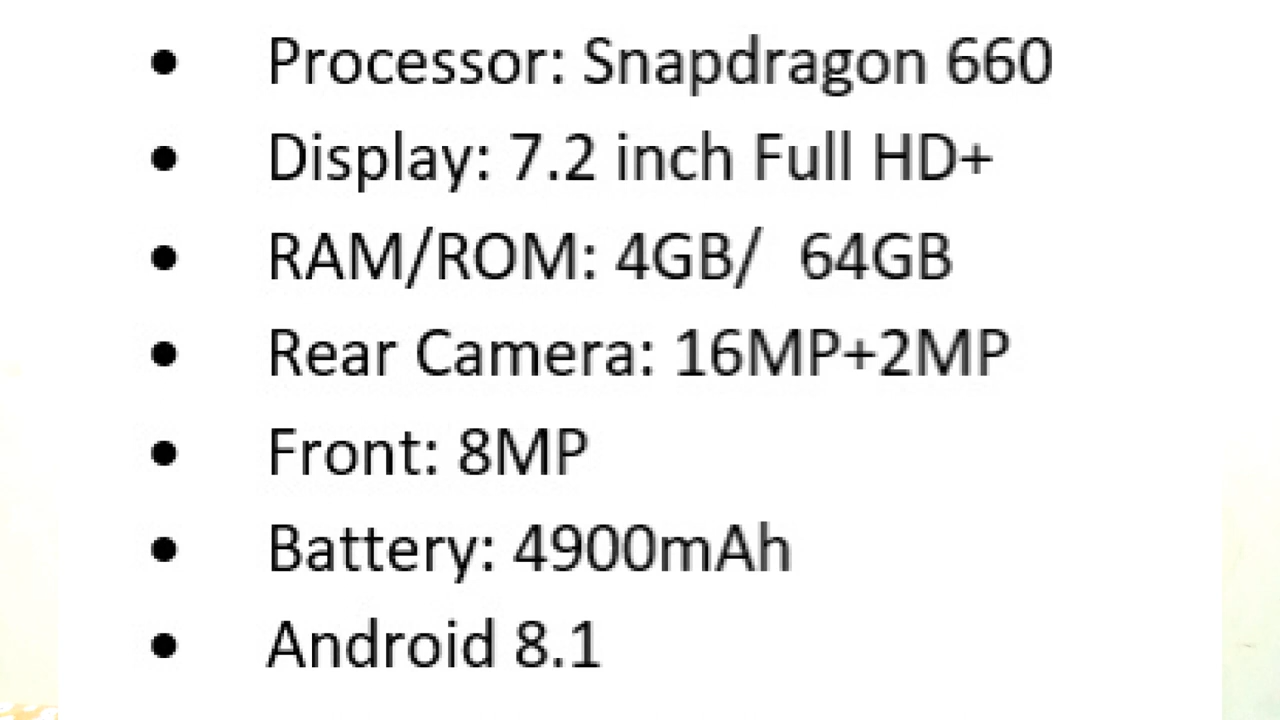 • Processor: Snapdragon 660
• Display: 7.2 inch Full HD+
• RAM/ROM: 4GB/ 64GB
• Rear Camera: 16MP+2MP
• Front: 8MP
• Battery: 4900mAh
• Android 8.1